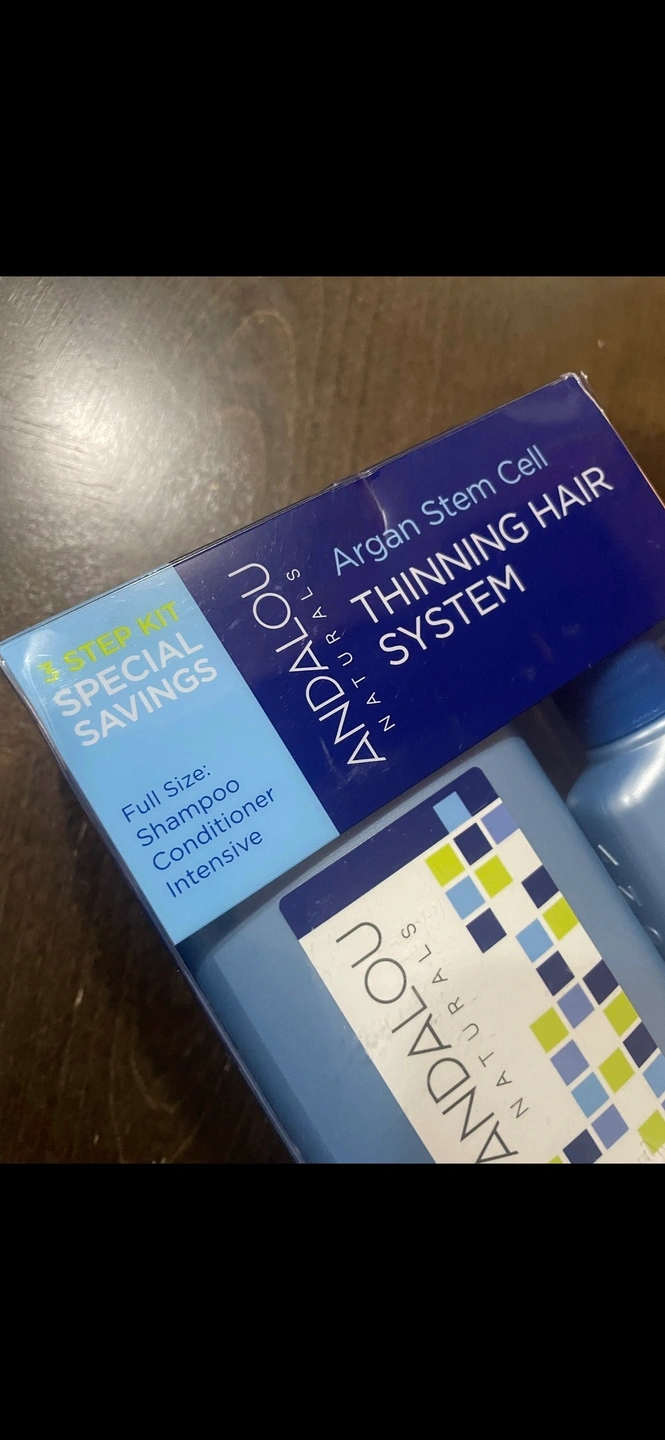 3 STEP KIT
SPECIAL
SAVINGS
Full Size:
Shampoo
Conditioner
Intensive
ANDALOU
NATURALS
Argan Stem Cell
THINNING HAIR
SYSTEM
ANDALOU
NATURALS